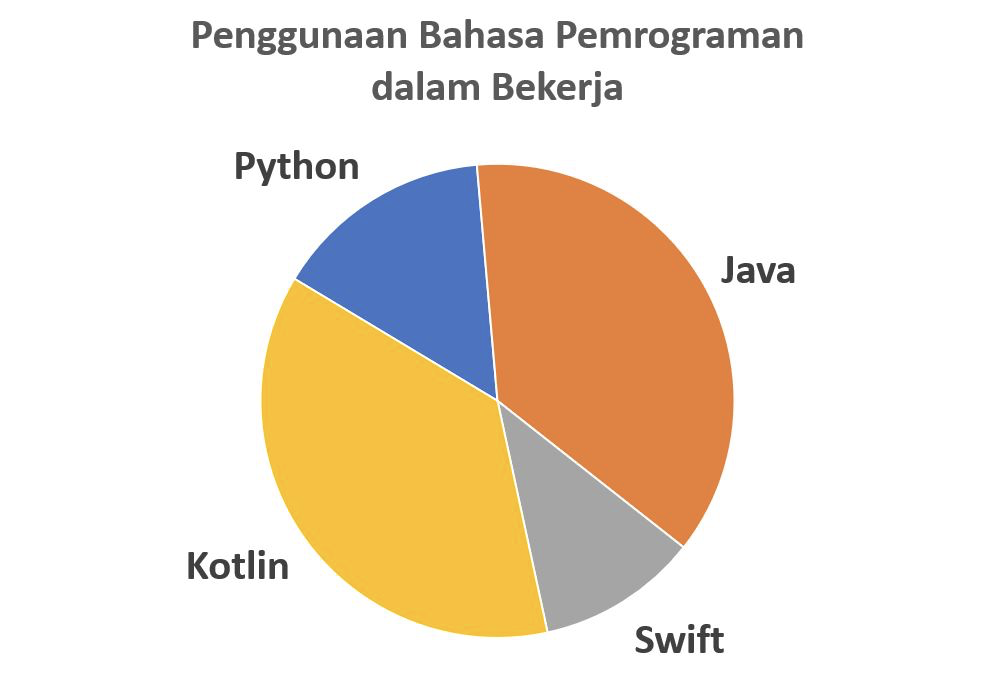 Penggunaan Bahasa Pemrograman
dalam Bekerja
Python
Java
Kotlin
Swift